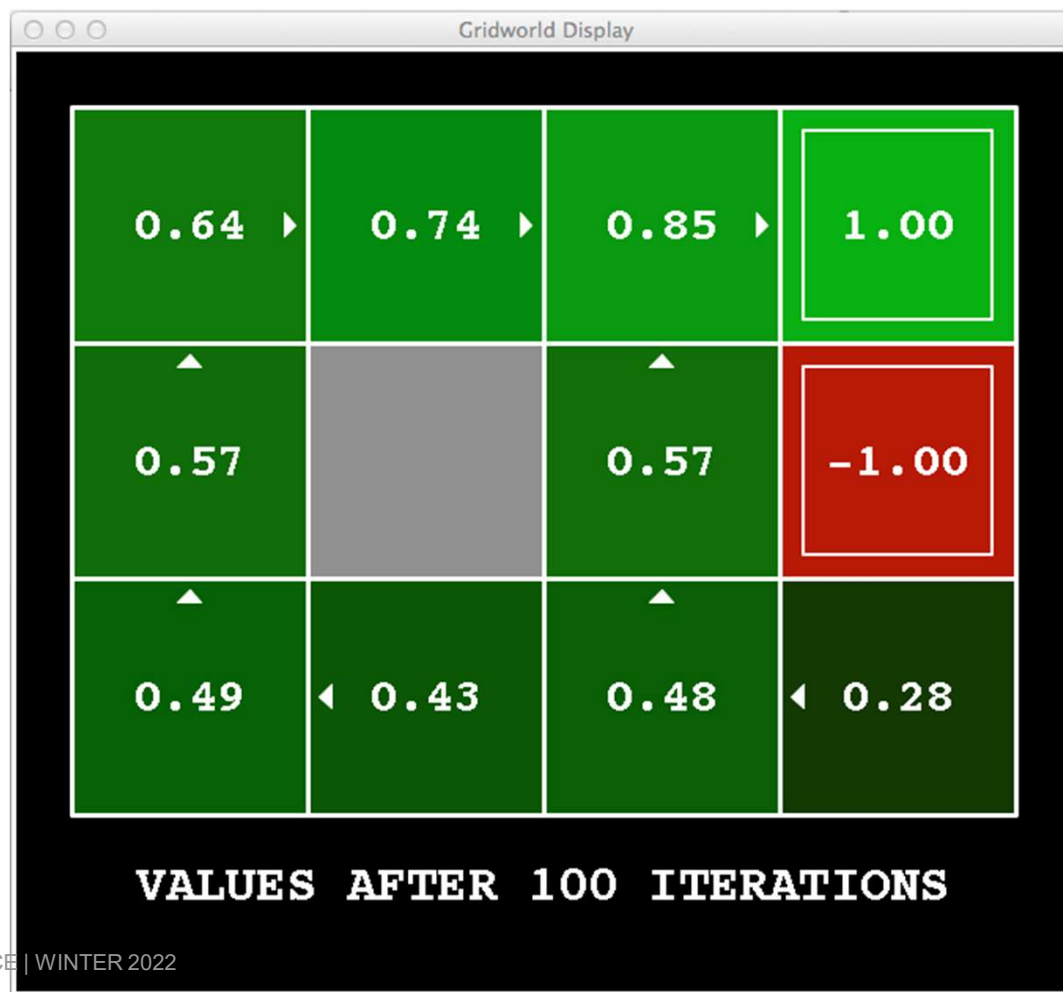 Gridworld Display
0.64 0.74 0.85 1.00
0.57 0.57 -1.00
0.49 0.43 0.48 0.28
VALUES AFTER 100 ITERATIONS
| WINTER 2022